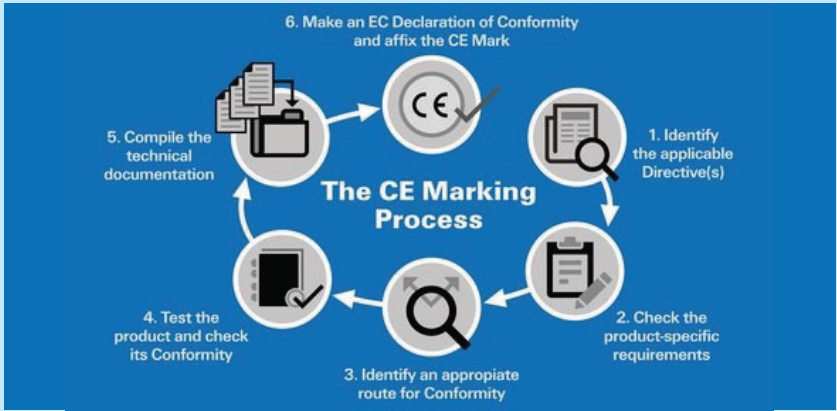 The CE Marking
Process
1. Identify
the applicable
Directive(s)
2. Check the
product-specific
requirements
3. Identify an appropiate
route for Conformity
4. Test the
product and check
its Conformity
5. Compile the
technical
documentation
6. Make an EC Declaration of Conformity
and affix the CE Mark
CE